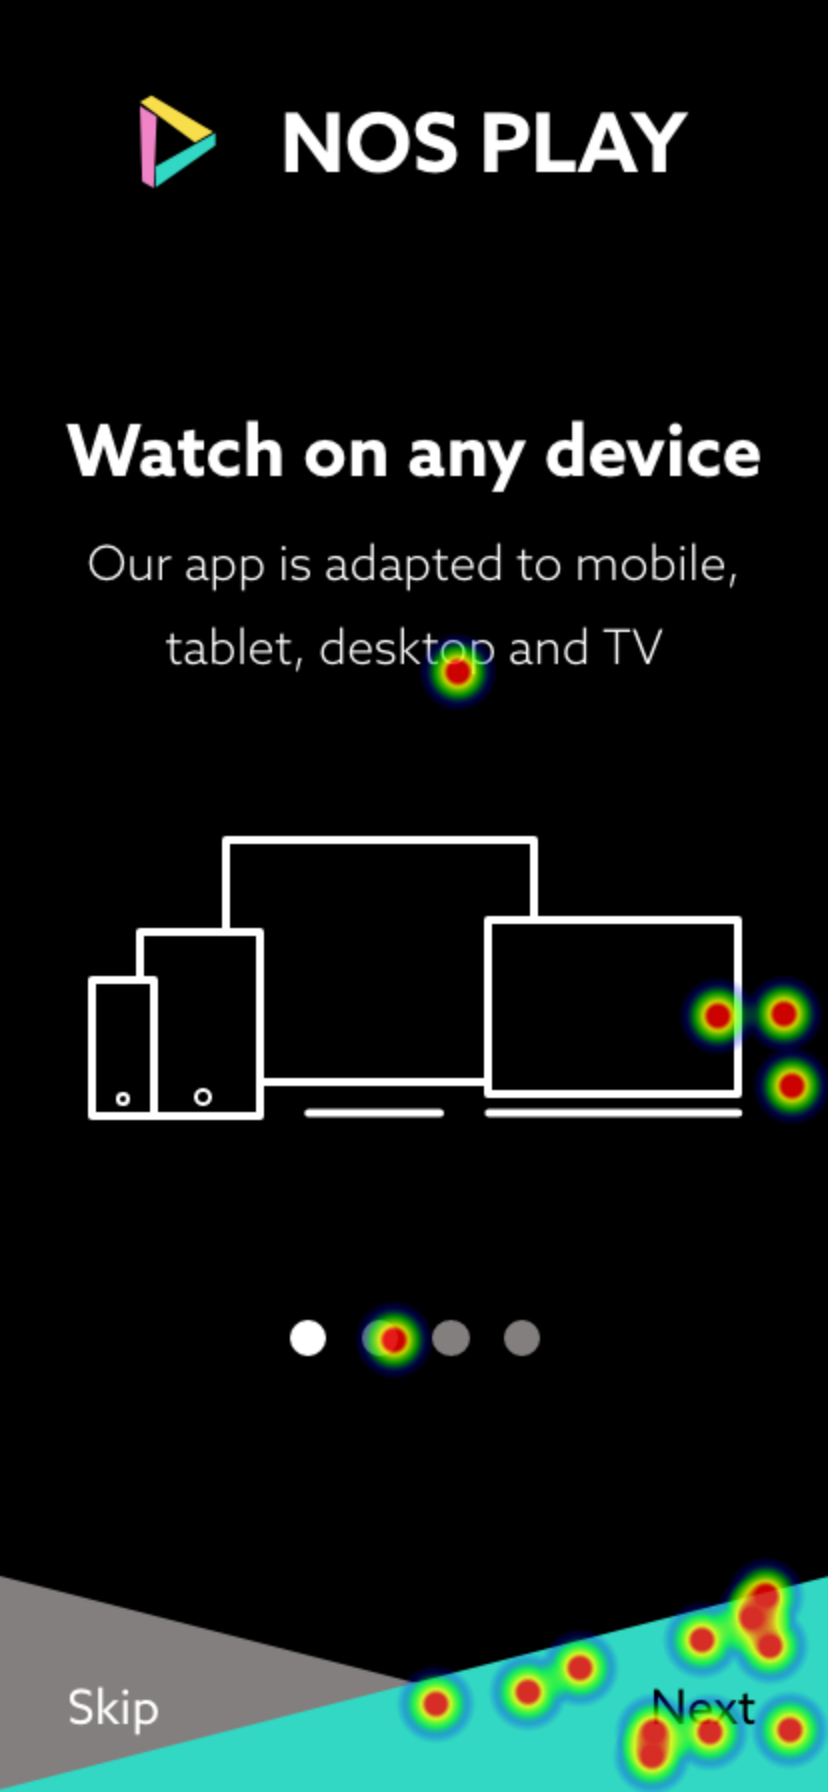 NOS PLAY
Watch on any device
Our app is adapted to mobile,
tablet, desktop and TV
Skip
Next